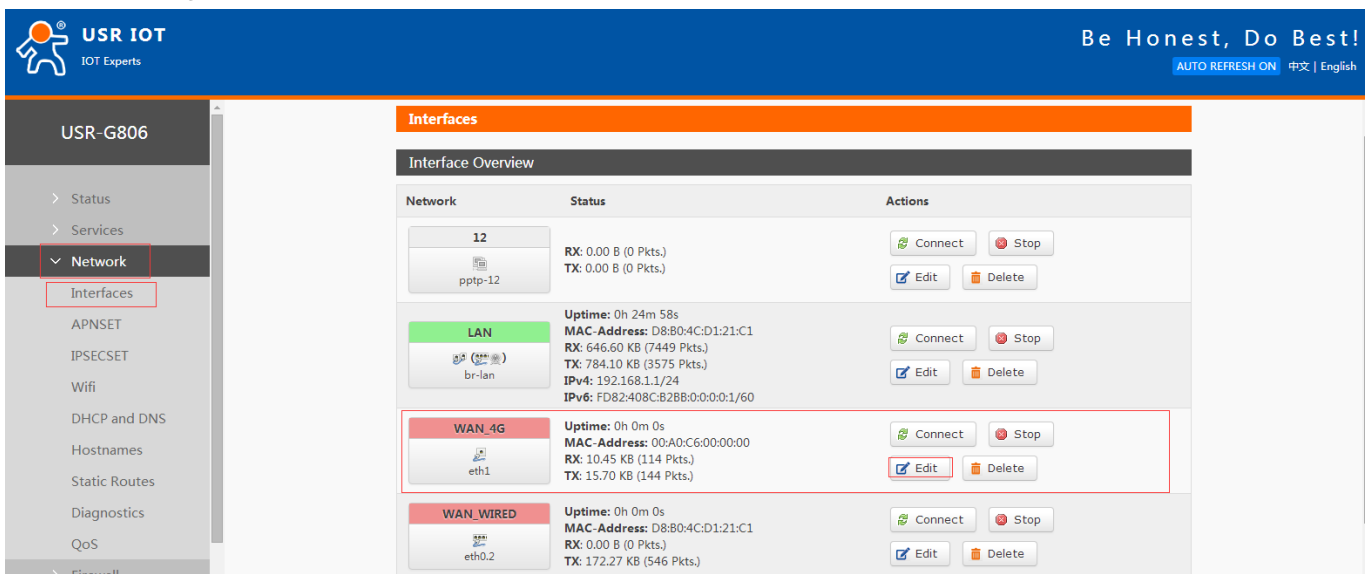 USR IOT
IOT Experts
Be Honest, Do Best!
AUTO REFRESH ON 中文 | English
USR-G806
Status
Services
Network
Interfaces
APNSET
IPSECSET
Wifi
DHCP and DNS
Hostnames
Static Routes
Diagnostics
QoS
Firewall
Interfaces
Interface Overview
Network Status Actions
12
pptp-12
RX: 0.00 B (0 Pkts.)
TX: 0.00 B (0 Pkts.)
Connect Stop
Edit Delete
LAN
br-lan
Uptime: 0h 24m 58s
MAC-Address: D8:B0:4C:D1:21:C1
RX: 646.60 KB (7449 Pkts.)
TX: 784.10 KB (3575 Pkts.)
IPv4: 192.168.1.1/24
IPv6: FD82:408C:B2BB:0:0:0:0:1/60
Connect Stop
Edit Delete
WAN_4G
eth1
Uptime: 0h 0m 0s
MAC-Address: 00:A0:C6:00:00:00
RX: 10.45 KB (114 Pkts.)
TX: 15.70 KB (144 Pkts.)
Connect Stop
Edit Delete
WAN_WIRED
eth0.2
Uptime: 0h 0m 0s
MAC-Address: D8:B0:4C:D1:21:C1
RX: 0.00 B (0 Pkts.)
TX: 172.27 KB (546 Pkts.)
Connect Stop
Edit Delete